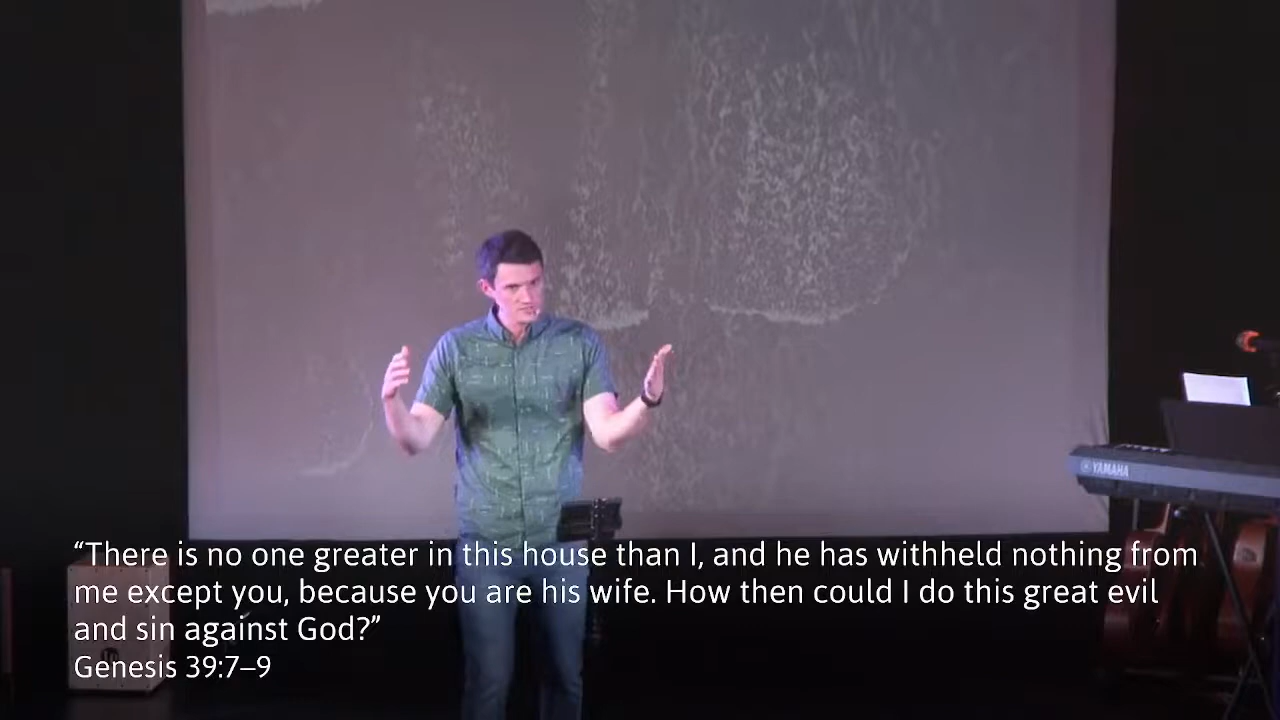 YAMAHA
“There is no one greater in this house than I, and he has withheld nothing from
me except you, because you are his wife. How then could I do this great evil
and sin against God?”
Genesis 39:7–9